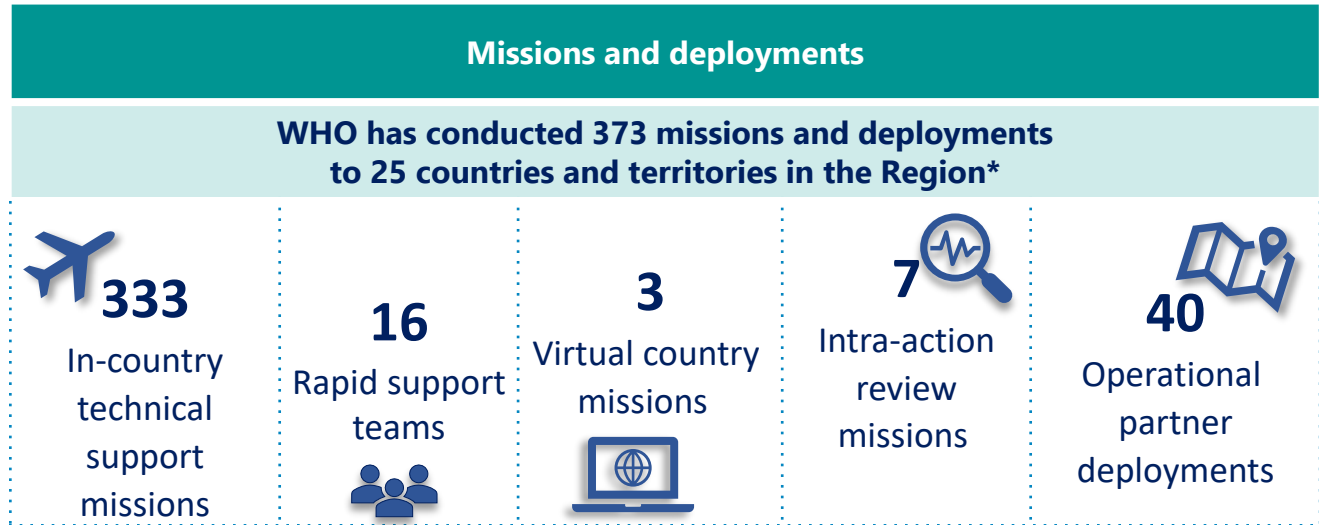 Missions and deployments
WHO has conducted 373 missions and deployments
to 25 countries and territories in the Region*
333
In-country
technical
support
missions
16
Rapid support
teams
3
Virtual country
missions
7
Intra-action
review
missions
40
Operational
partner
deployments